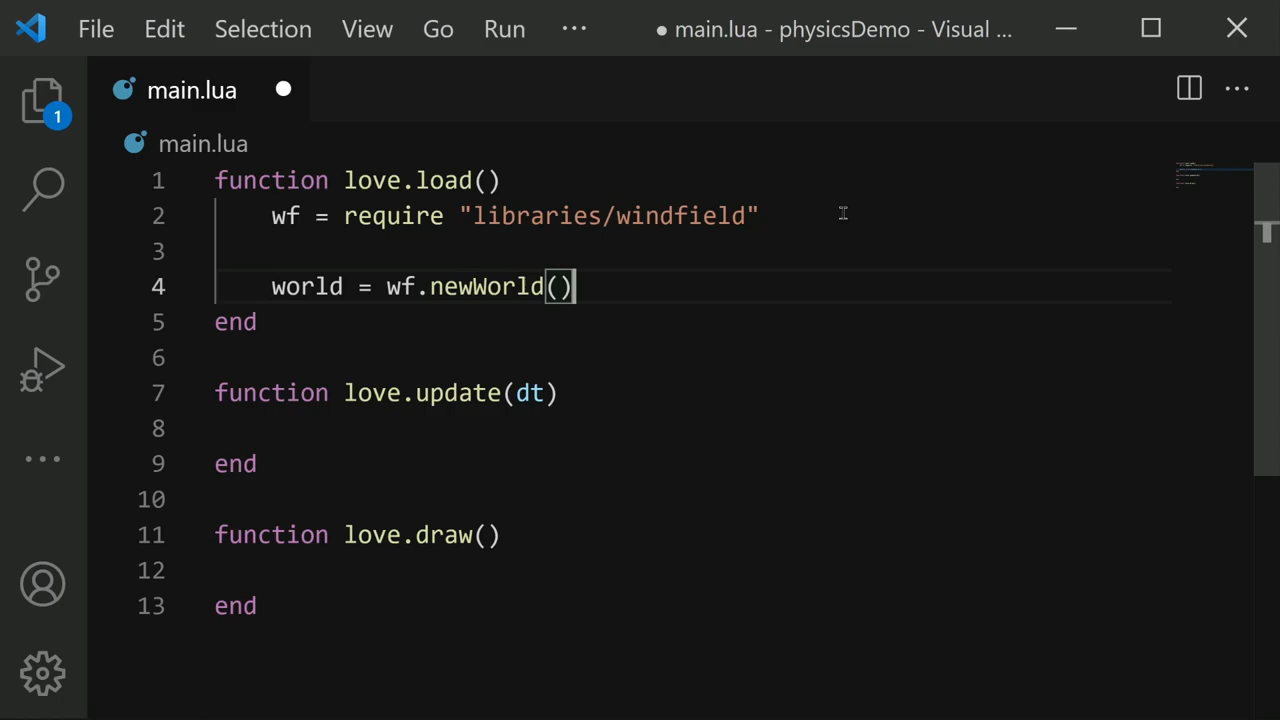 File Edit Selection View Go Run ··· ● main.lua - physicsDemo - Visual ...
main.lua
1
main.lua
1 function love.load()
2 wf = require "libraries/windfield"
3
4 world = wf.newWorld()
5 end
6
7 function love.update(dt)
8
9 end
10
11 function love.draw()
12
13 end